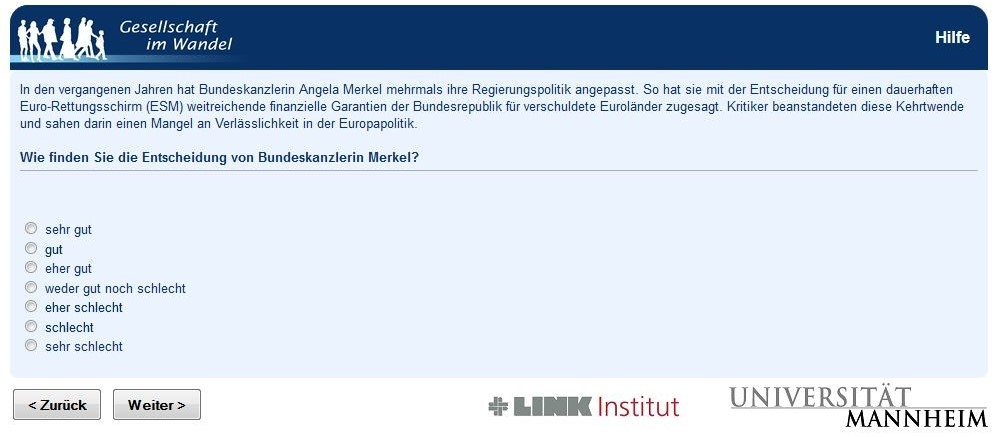 Gesellschaft
im Wandel
Hilfe
In den vergangenen Jahren hat Bundeskanzlerin Angela Merkel mehrmals ihre Regierungspolitik angepasst. So hat sie mit der Entscheidung für einen dauerhaften
Euro-Rettungsschirm (ESM) weitreichende finanzielle Garantien der Bundesrepublik für verschuldete Euroländer zugesagt. Kritiker beanstandeten diese Kehrtwende
und sahen darin einen Mangel an Verlässlichkeit in der Europapolitik.
Wie finden Sie die Entscheidung von Bundeskanzlerin Merkel?
sehr gut
gut
eher gut
weder gut noch schlecht
eher schlecht
schlecht
sehr schlecht
< Zurück
Weiter >
LINK Institut
UNIVERSITÄT
MANNHEIM